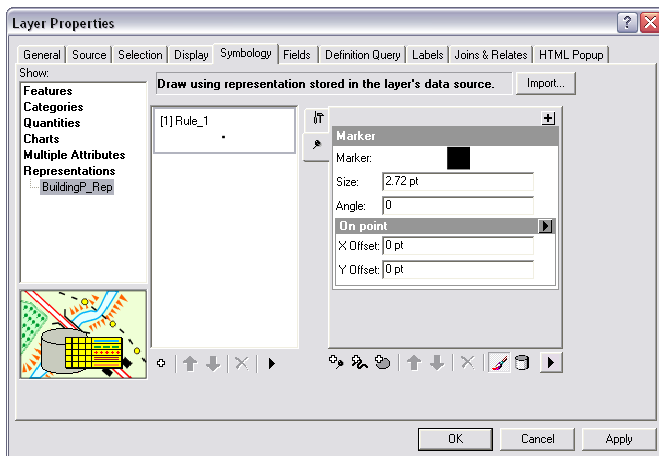 Layer Properties
General Source Selection Display Symbology Fields Definition Query Labels Joins & Relates HTML Popup
Show:
Features
Categories
Quantities
Charts
Multiple Attributes
Representations
BuildingP_Rep
Draw using representation stored in the layer's data source.
Import...
[1] Rule_1
Marker
Marker:
Size: 2.72 pt
Angle: 0
On point
X Offset: 0 pt
Y Offset: 0 pt
OK Cancel Apply